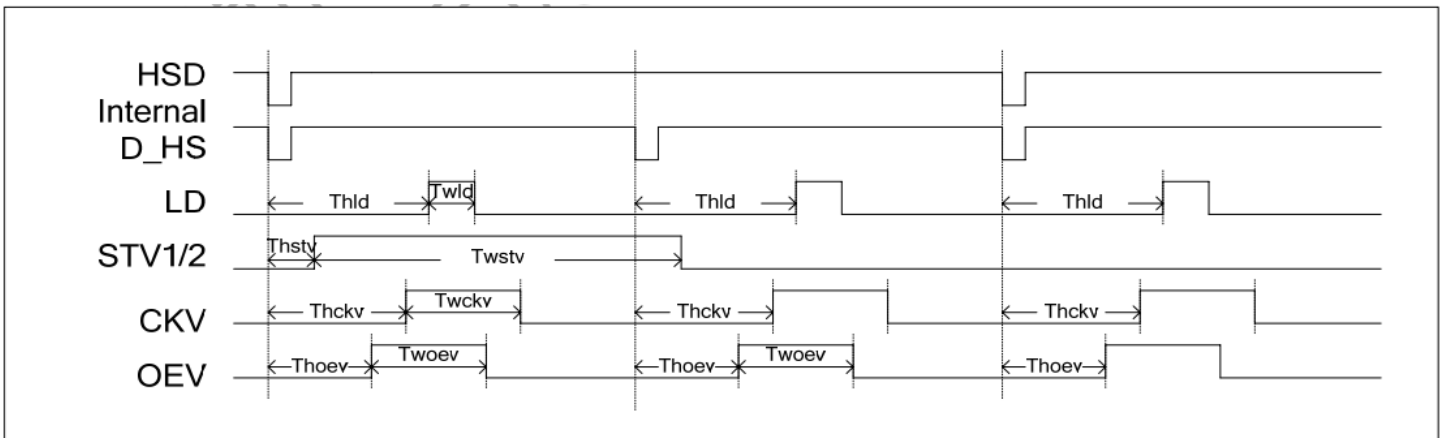 HSD
Internal
D_HS
LD Thld Twld Thld Thld
STV1/2 Thstv Twstv
CKV Thckv Twckv Thckv Thckv
OEV Thoev Twoev Thoev Twoev Thoev